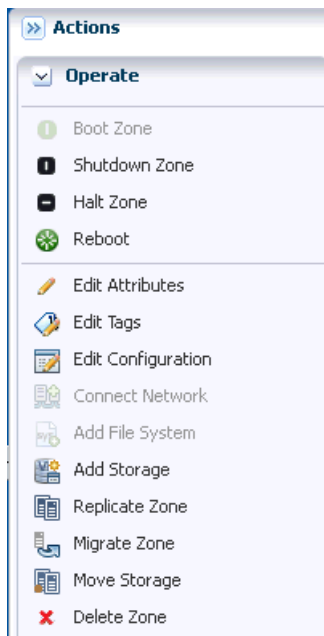 Actions
Operate
Boot Zone
Shutdown Zone
Halt Zone
Reboot
Edit Attributes
Edit Tags
Edit Configuration
Connect Network
Add File System
Add Storage
Replicate Zone
Migrate Zone
Move Storage
Delete Zone